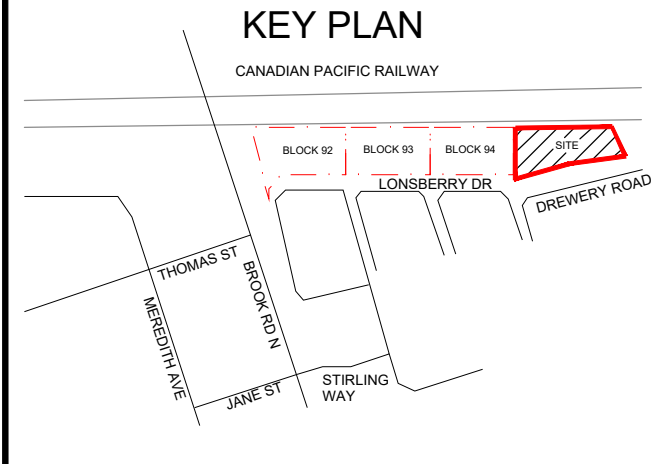 KEY PLAN
CANADIAN PACIFIC RAILWAY
BLOCK 92
BLOCK 93
BLOCK 94
SITE
LONSBERRY DR
DREWERY ROAD
THOMAS ST
BROOK RD N
MEREDITH AVE
JANE ST
STIRLING
WAY